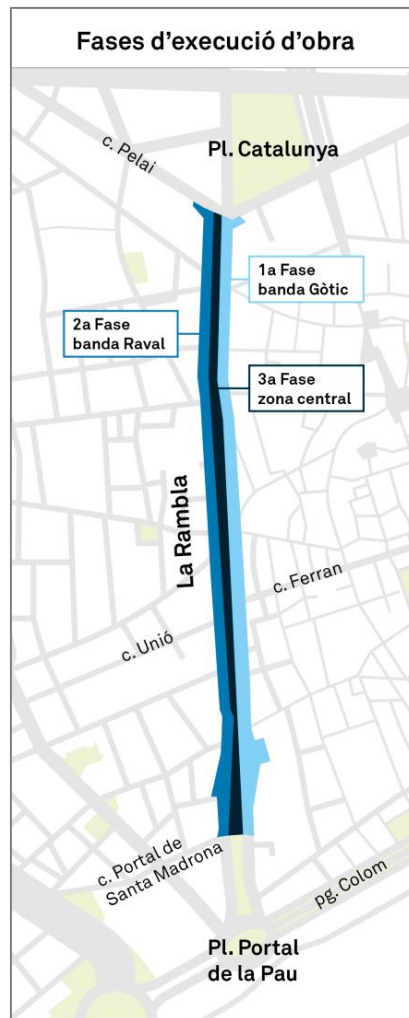 Fases d’execució d’obra
c. Pelai
Pl. Catalunya
1a Fase
banda Gòtic
2a Fase
banda Raval
3a Fase
zona central
La Rambla
c. Ferran
c. Unió
c. Portal de
Santa Madrona
pg. Colom
Pl. Portal
de la Pau